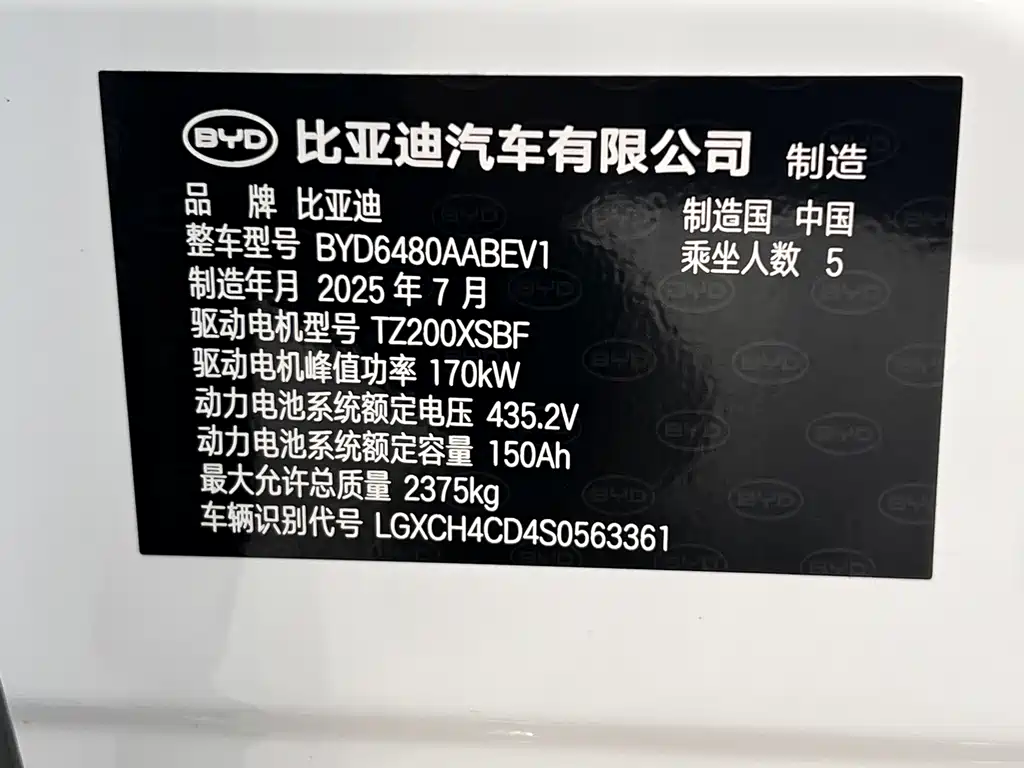 BYD 比亚迪汽车有限公司 制造
品 牌 比亚迪 制造国 中国
整车型号 BYD6480AABEV1 乘坐人数 5
制造年月 2025 年 7 月
驱动电机型号 TZ200XSBF
驱动电机峰值功率 170kW
动力电池系统额定电压 435.2V
动力电池系统额定容量 150Ah
最大允许总质量 2375kg
车辆识别代号 LGXCH4CD4S0563361